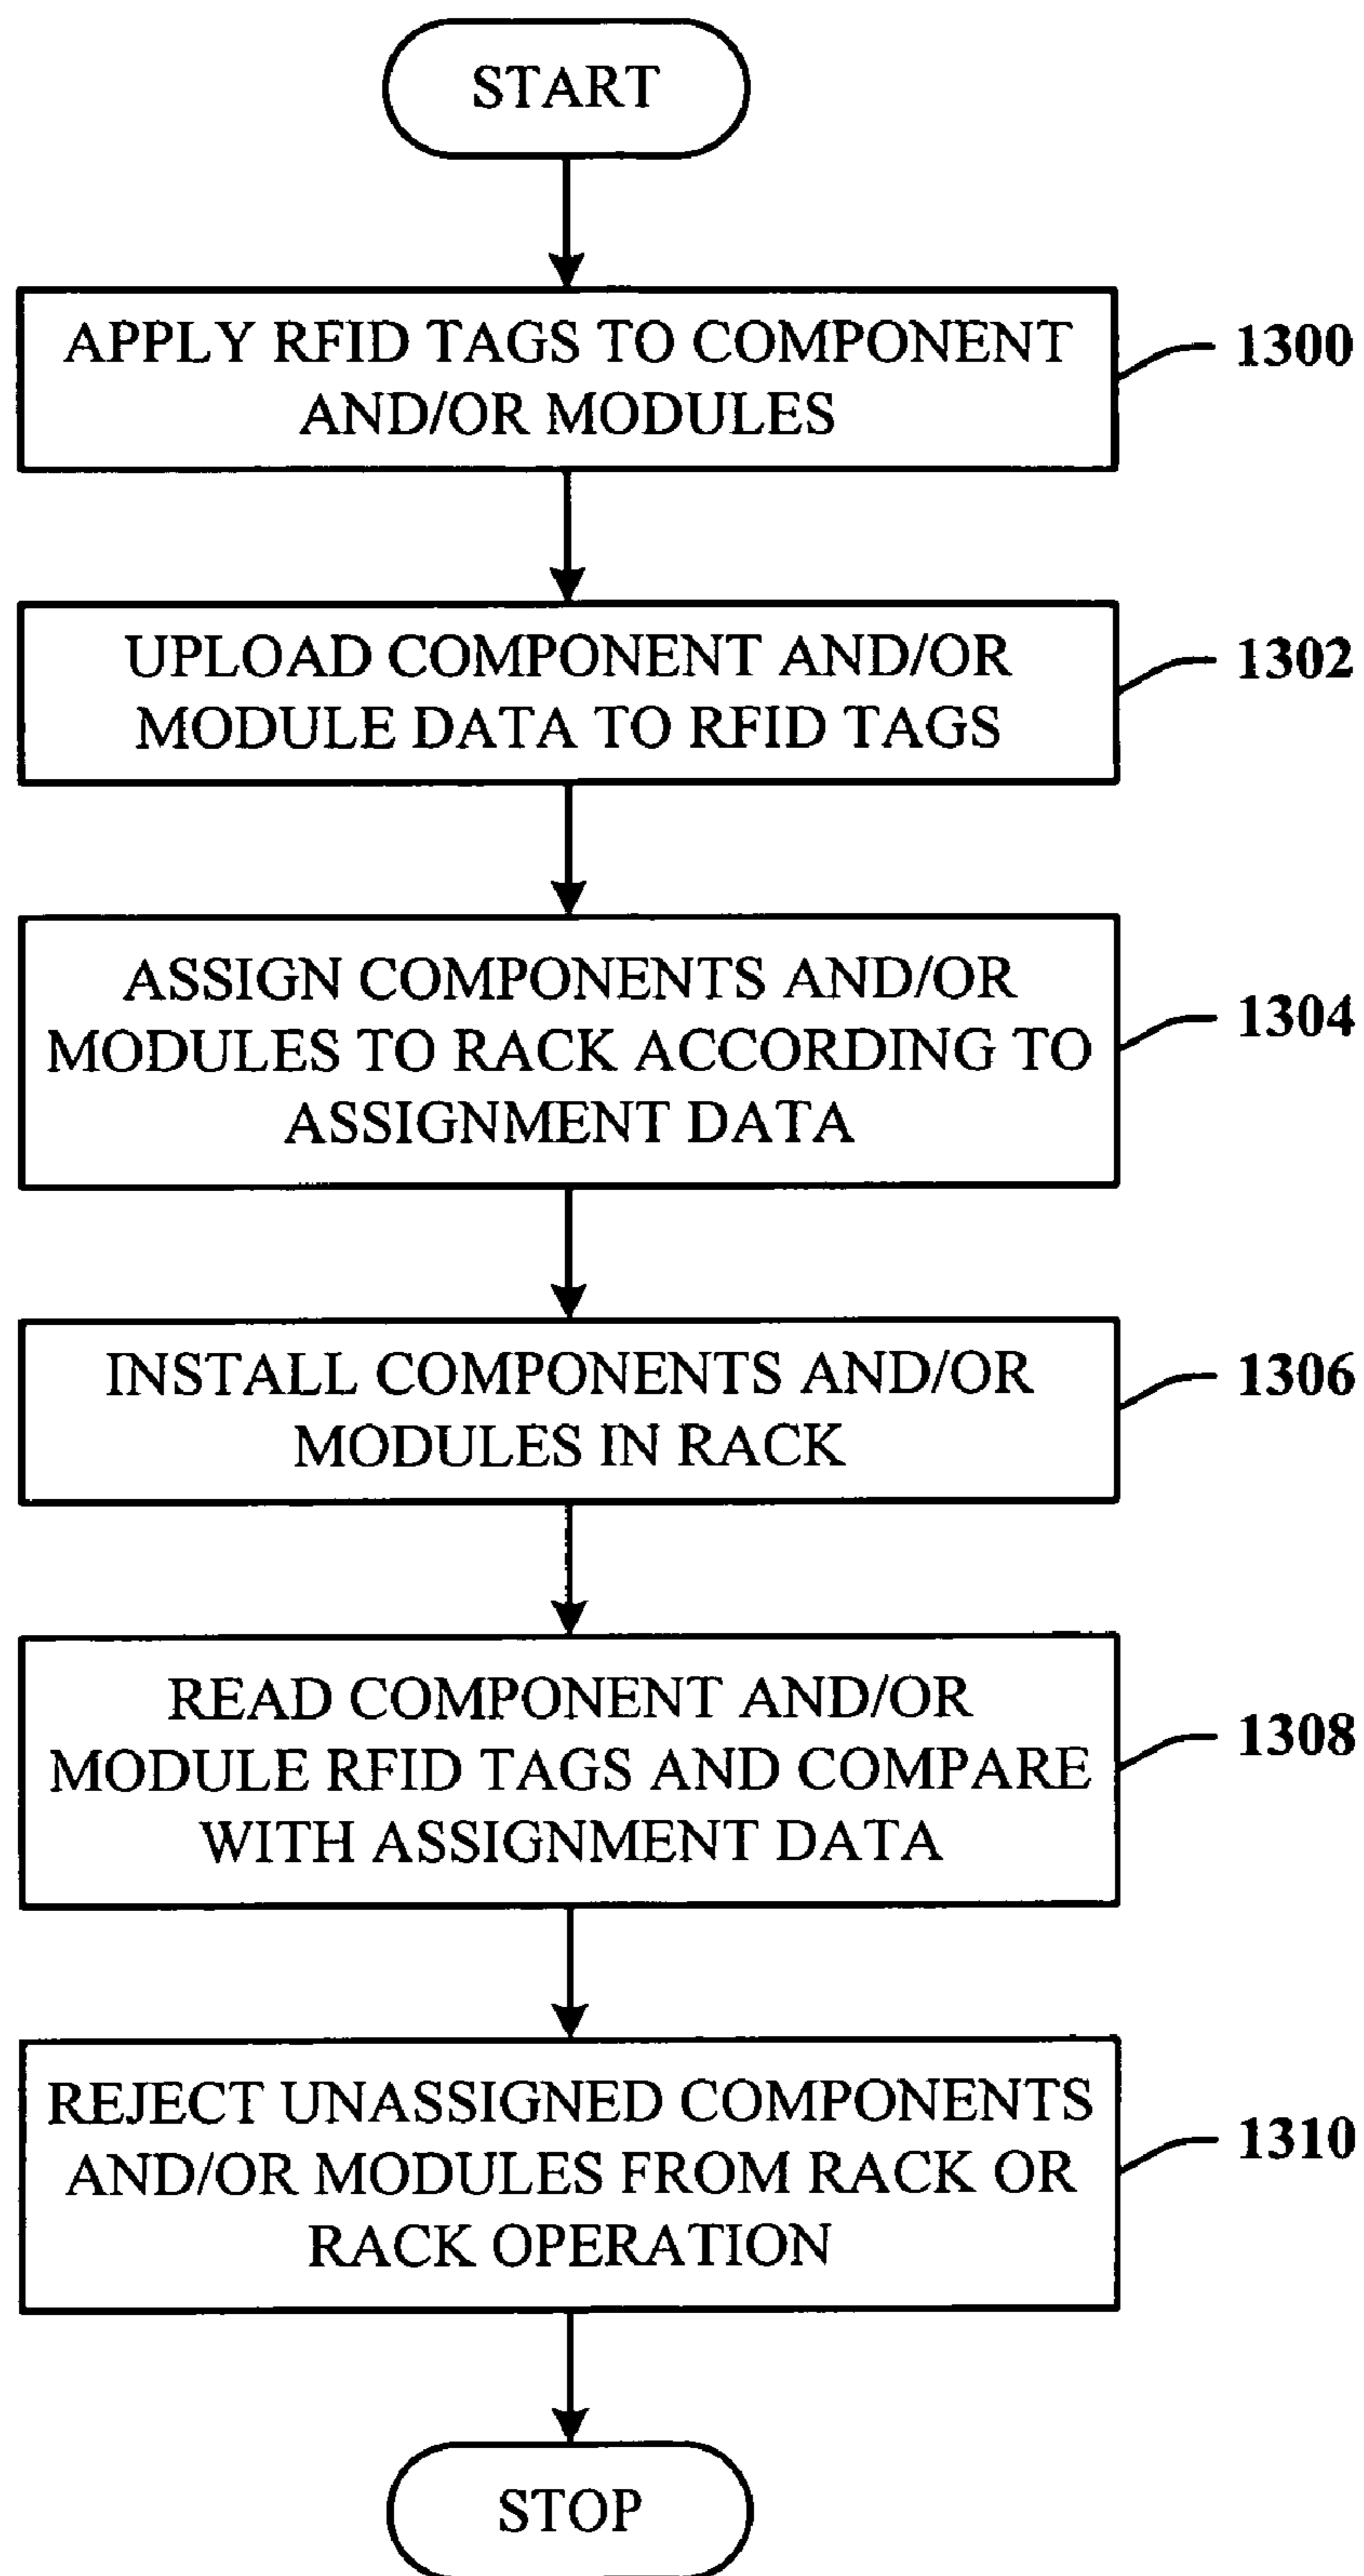 START
APPLY RFID TAGS TO COMPONENT
AND/OR MODULES
1300
UPLOAD COMPONENT AND/OR
MODULE DATA TO RFID TAGS
1302
ASSIGN COMPONENTS AND/OR
MODULES TO RACK ACCORDING TO
ASSIGNMENT DATA
1304
INSTALL COMPONENTS AND/OR
MODULES IN RACK
1306
READ COMPONENT AND/OR
MODULE RFID TAGS AND COMPARE
WITH ASSIGNMENT DATA
1308
REJECT UNASSIGNED COMPONENTS
AND/OR MODULES FROM RACK OR
RACK OPERATION
1310
STOP